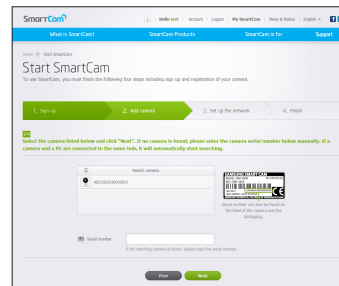 SmartCam
Hello test | Account | Logout | My SmartCam | News & Notice | English
What is SmartCam?
SmartCam Products
SmartCam is for
Support
Home
Start SmartCam
Start SmartCam
To use SmartCam, you must finish the following four steps including sign up and registration of your camera.
1. Sign up
2. Add camera
3. Set up the network
4. Finish
Select the camera listed below and click "Next". If no camera is found, please enter the camera serial number below manually. If a
camera and a PC are connected to the same hub, it will automatically start searching.
Search camera.
SAMSUNG SMART CAM
Serial number can also be found on
the label of the camera and the
packaging.
Serial number
If no matching camera is found, please type the serial number.
Prev
Next